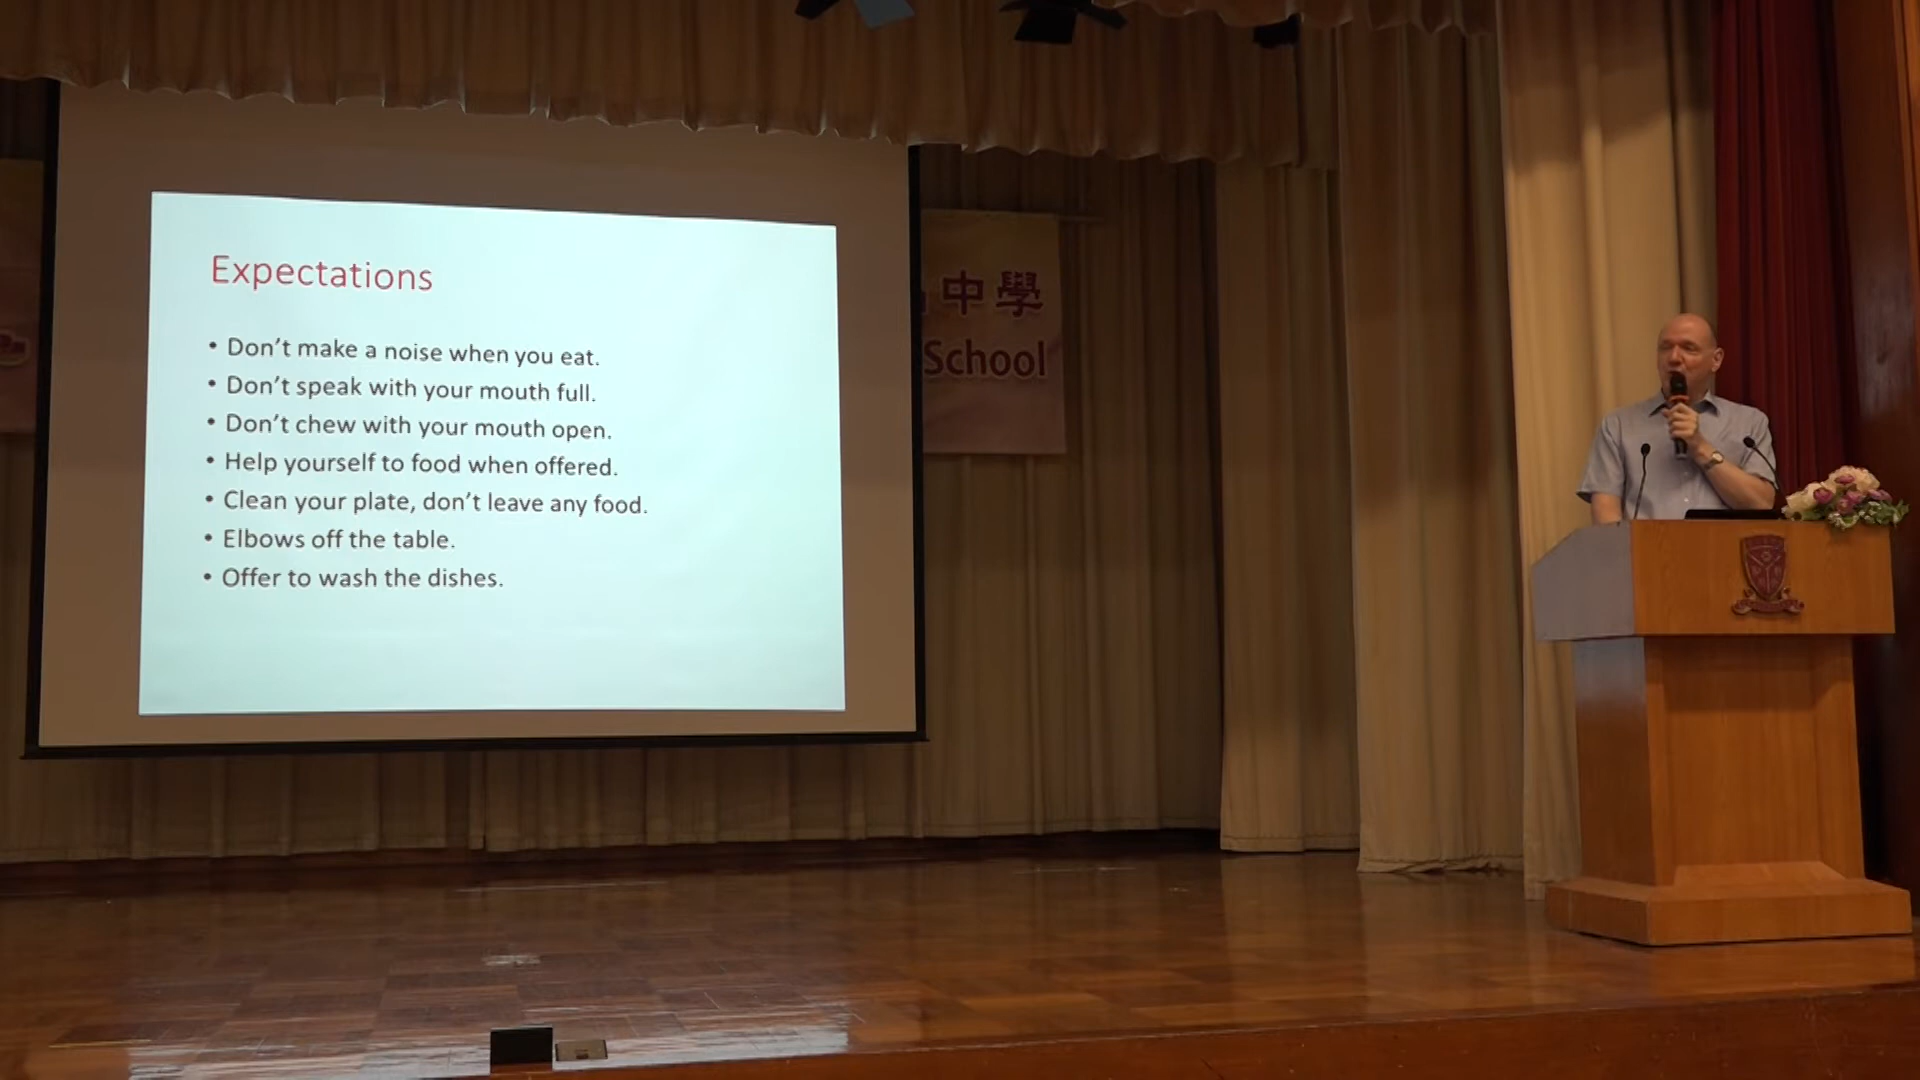 Expectations
• Don't make a noise when you eat.
• Don't speak with your mouth full.
• Don't chew with your mouth open.
• Help yourself to food when offered.
• Clean your plate, don't leave any food.
• Elbows off the table.
• Offer to wash the dishes.
中學
School